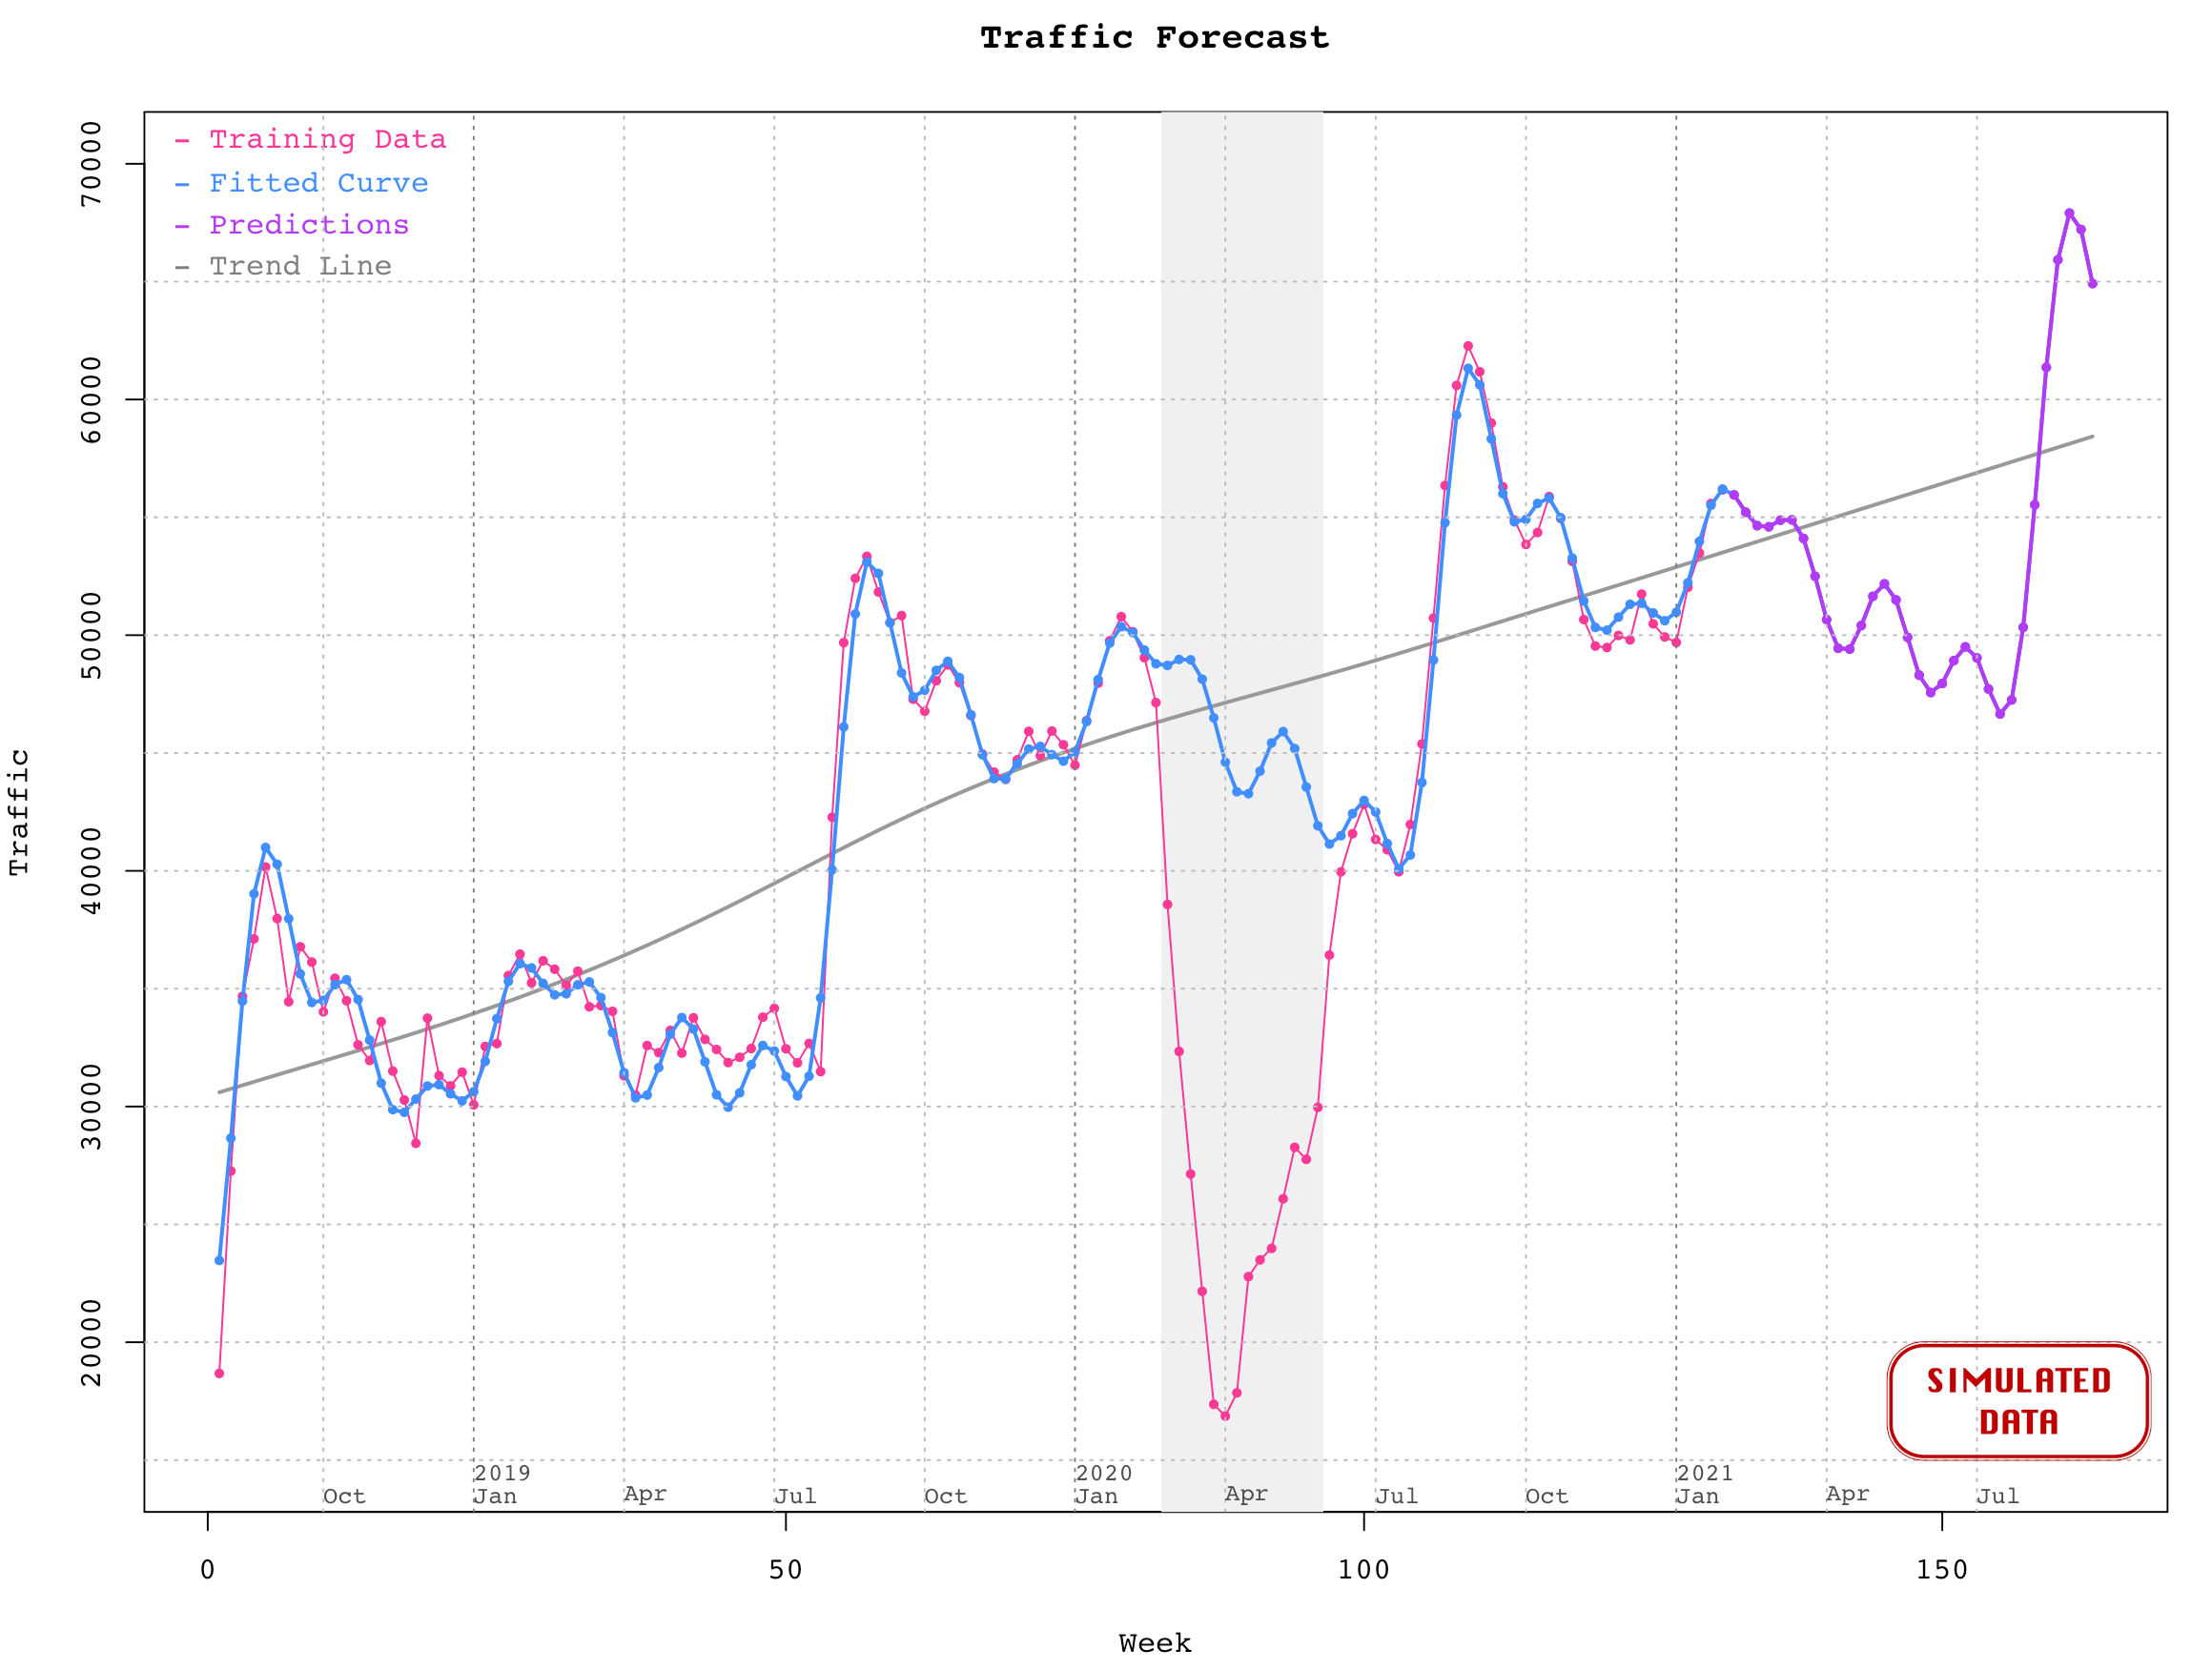 Traffic Forecast
Training Data
Fitted Curve
Predictions
Trend Line
70000
60000
50000
40000
30000
20000
Traffic
2019 2020 2021
Oct Jan Apr Jul Oct Jan Apr Jul Oct Jan Apr Jul
SIMULATED
DATA
0 50 100 150
Week